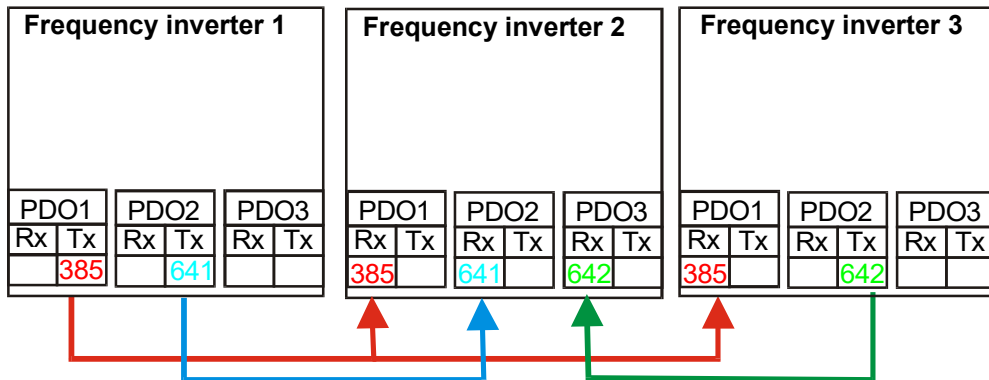 Frequency inverter 1 Frequency inverter 2 Frequency inverter 3
PDO1 PDO2 PDO3 PDO1 PDO2 PDO3 PDO1 PDO2 PDO3
Rx Tx Rx Tx Rx Tx Rx Tx Rx Tx Rx Tx Rx Tx Rx Tx Rx Tx
385 641 385 641 642 385 642